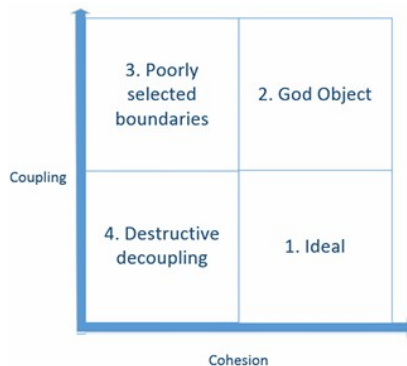 3. Poorly
selected
boundaries
2. God Object
Coupling
4. Destructive
decoupling
1. Ideal
Cohesion